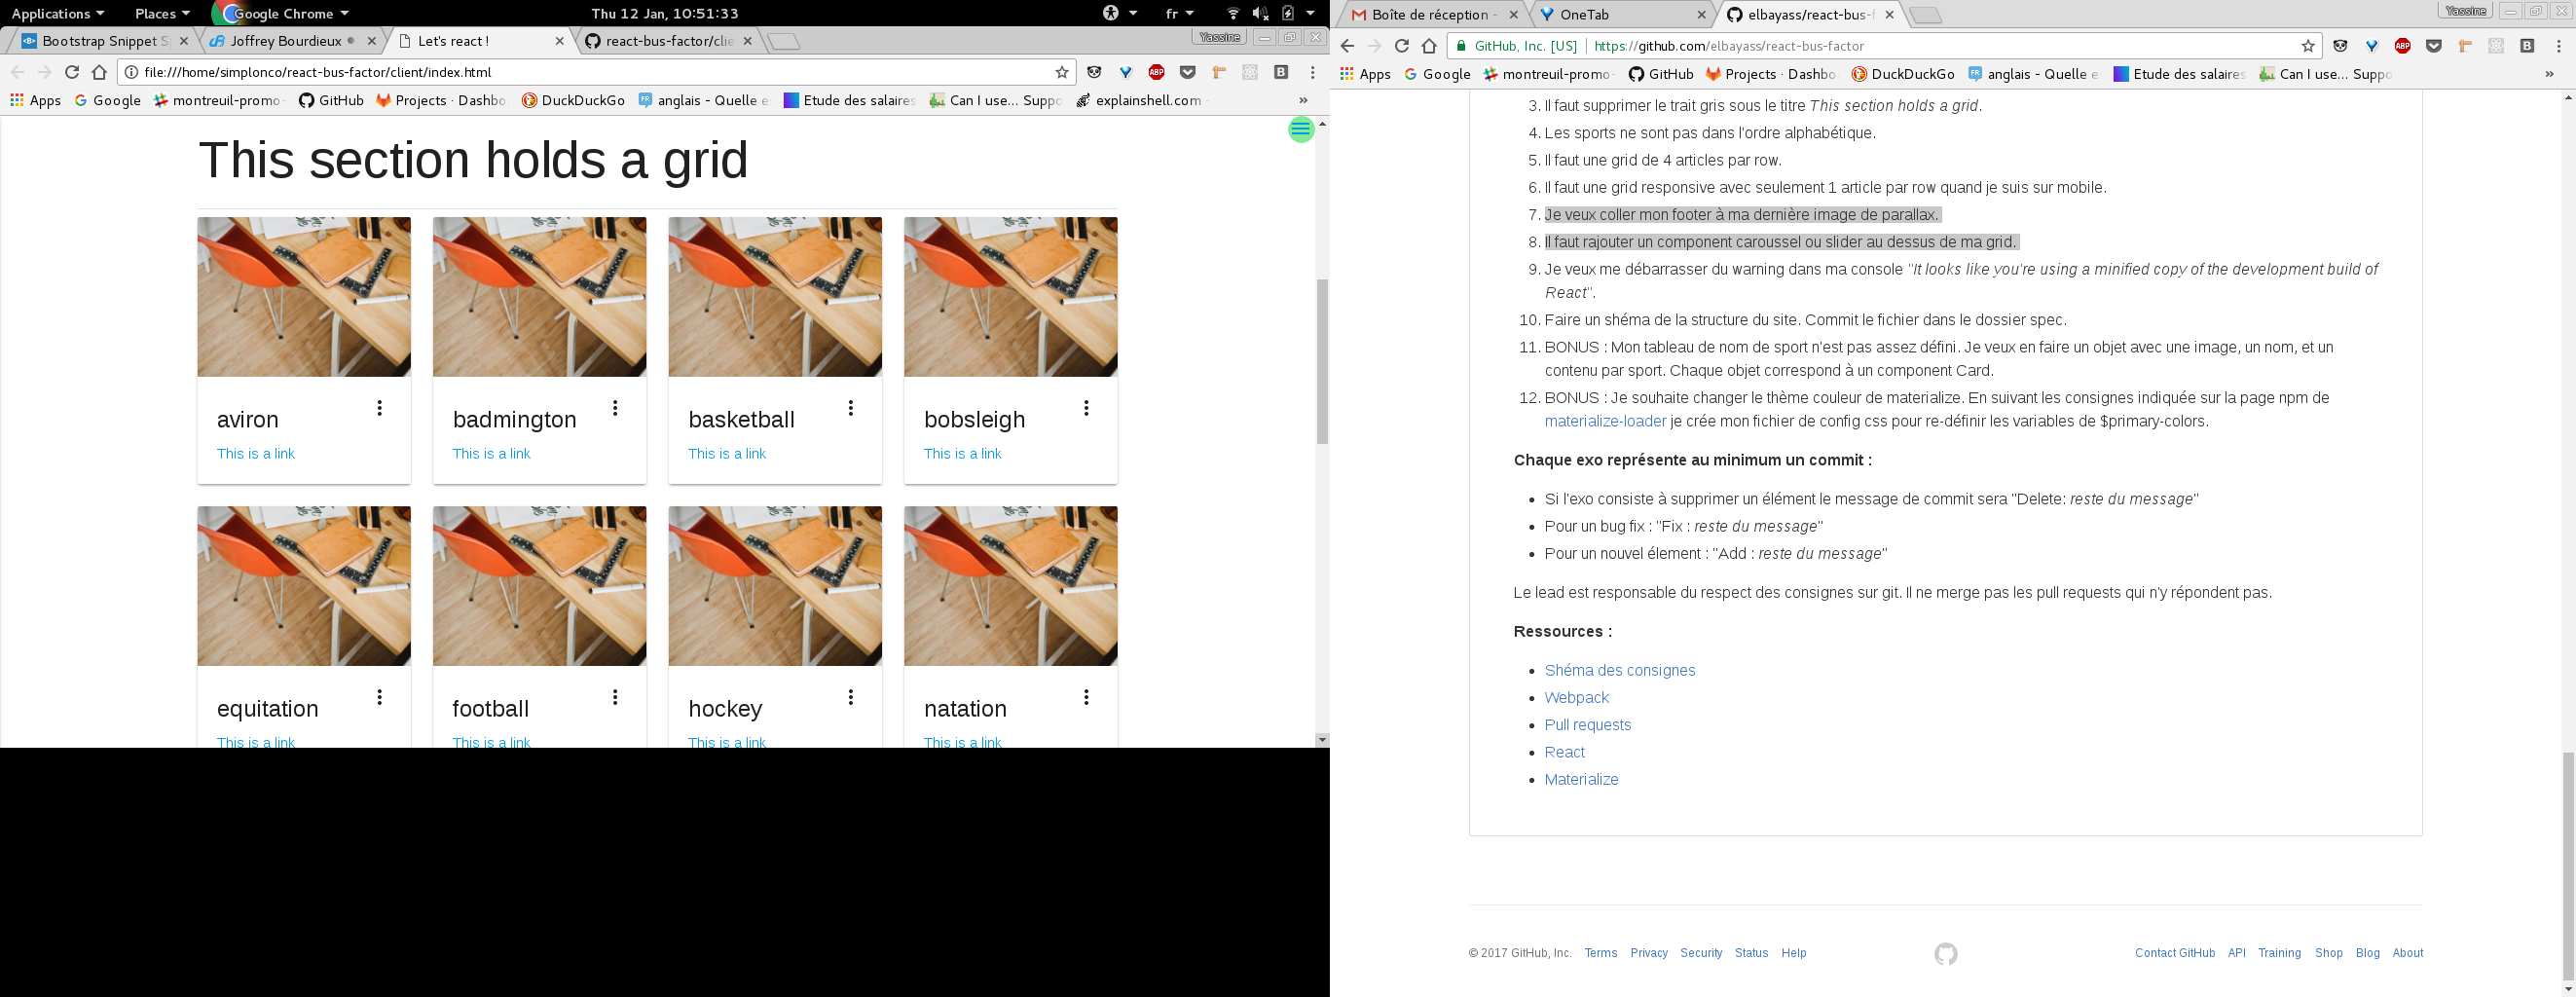 Applications
Places
Google Chrome
Thu 12 Jan, 10:51:33
fr
Bootstrap Snippet S
Joffrey Bourdieux
Let's react !
react-bus-factor/clie
Yassine
file:///home/simplonco/react-bus-factor/client/index.html
ABP
Apps
Google
montreuil-promo-
GitHub
Projects · Dashbo
DuckDuckGo
anglais - Quelle e
Etude des salaires
Can I use... Suppo
explainshell.com -
»
This section holds a grid
aviron
This is a link
badmington
This is a link
basketball
This is a link
bobsleigh
This is a link
equitation
This is a link
football
This is a link
hockey
This is a link
natation
This is a link
Boîte de réception -
OneTab
elbayass/react-bus-f
Yassine
GitHub, Inc. [US]
https://github.com/elbayass/react-bus-factor
ABP
Apps
Google
montreuil-promo-
GitHub
Projects · Dashbo
DuckDuckGo
anglais - Quelle e
Etude des salaires
Can I use... Suppo
»
3. Il faut supprimer le trait gris sous le titre This section holds a grid.
4. Les sports ne sont pas dans l'ordre alphabétique.
5. Il faut une grid de 4 articles par row.
6. Il faut une grid responsive avec seulement 1 article par row quand je suis sur mobile.
7. Je veux coller mon footer à ma dernière image de parallax.
8. Il faut rajouter un component caroussel ou slider au dessus de ma grid.
9. Je veux me débarrasser du warning dans ma console "It looks like you're using a minified copy of the development build of
React".
10. Faire un shéma de la structure du site. Commit le fichier dans le dossier spec.
11. BONUS : Mon tableau de nom de sport n'est pas assez défini. Je veux en faire un objet avec une image, un nom, et un
contenu par sport. Chaque objet correspond à un component Card.
12. BONUS : Je souhaite changer le thème couleur de materialize. En suivant les consignes indiquée sur la page npm de
materialize-loader je crée mon fichier de config css pour re-définir les variables de $primary-colors.
Chaque exo représente au minimum un commit :
Si l'exo consiste à supprimer un élément le message de commit sera "Delete: reste du message"
Pour un bug fix : "Fix : reste du message"
Pour un nouvel élement : "Add : reste du message"
Le lead est responsable du respect des consignes sur git. Il ne merge pas les pull requests qui n'y répondent pas.
Ressources :
Shéma des consignes
Webpack
Pull requests
React
Materialize
© 2017 GitHub, Inc.
Terms
Privacy
Security
Status
Help
Contact GitHub
API
Training
Shop
Blog
About